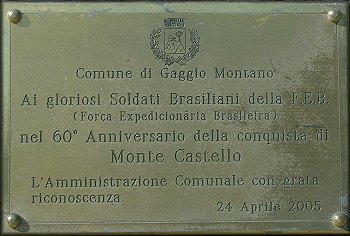 Comune di Gaggio Montano
Ai gloriosi Soldati Brasiliani della F.E.B.
(Força Expedicionária Brasileira)
nel 60° Anniversario della conquista di
Monte Castello
L'Amministrazione Comunale con grata
riconoscenza.
24 Aprile 2005